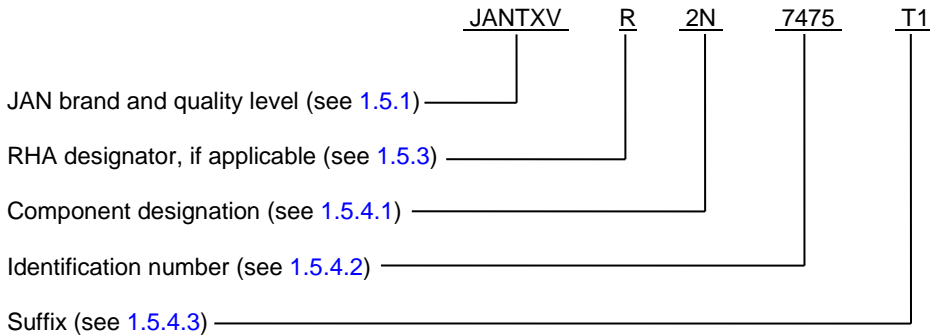 JANTXV R 2N 7475 T1
JAN brand and quality level (see 1.5.1)
RHA designator, if applicable (see 1.5.3)
Component designation (see 1.5.4.1)
Identification number (see 1.5.4.2)
Suffix (see 1.5.4.3)